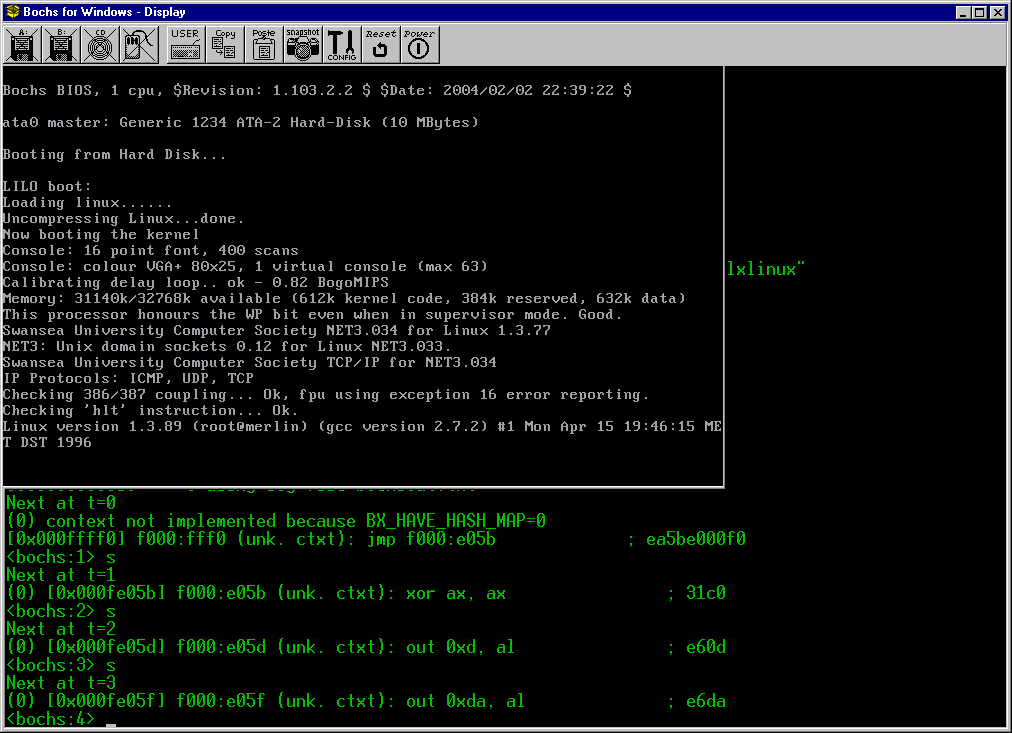 Bochs for Windows - Display
A: B: CD USER Copy Paste snapshot CONFIG Reset Power
Bochs BIOS, 1 cpu, $Revision: 1.103.2.2 $ $Date: 2004/02/02 22:39:22 $
ata0 master: Generic 1234 ATA-2 Hard-Disk (10 MBytes)
Booting from Hard Disk...
LILO boot:
Loading linux......
Uncompressing Linux...done.
Now booting the kernel
Console: 16 point font, 400 scans
Console: colour VGA+ 80x25, 1 virtual console (max 63)
lxlinux"
Calibrating delay loop.. ok - 0.82 BogoMIPS
Memory: 31140k/32768k available (612k kernel code, 384k reserved, 632k data)
This processor honours the WP bit even when in supervisor mode. Good.
Swansea University Computer Society NET3.034 for Linux 1.3.77
NET3: Unix domain sockets 0.12 for Linux NET3.033.
Swansea University Computer Society TCP/IP for NET3.034
IP Protocols: ICMP, UDP, TCP
Checking 386/387 coupling... Ok, fpu using exception 16 error reporting.
Checking 'hlt' instruction... Ok.
Linux version 1.3.89 (root@merlin) (gcc version 2.7.2) #1 Mon Apr 15 19:46:15 ME
T DST 1996
Next at t=0
(0) context not implemented because BX_HAVE_HASH_MAP=0
[0x000ffff0] f000:fff0 (unk. ctxt): jmp f000:e05b ; ea5be000f0
<bochs:1> s
Next at t=1
(0) [0x000fe05b] f000:e05b (unk. ctxt): xor ax, ax ; 31c0
<bochs:2> s
Next at t=2
(0) [0x000fe05d] f000:e05d (unk. ctxt): out 0xd, al ; e60d
<bochs:3> s
Next at t=3
(0) [0x000fe05f] f000:e05f (unk. ctxt): out 0xda, al ; e6da
<bochs:4>